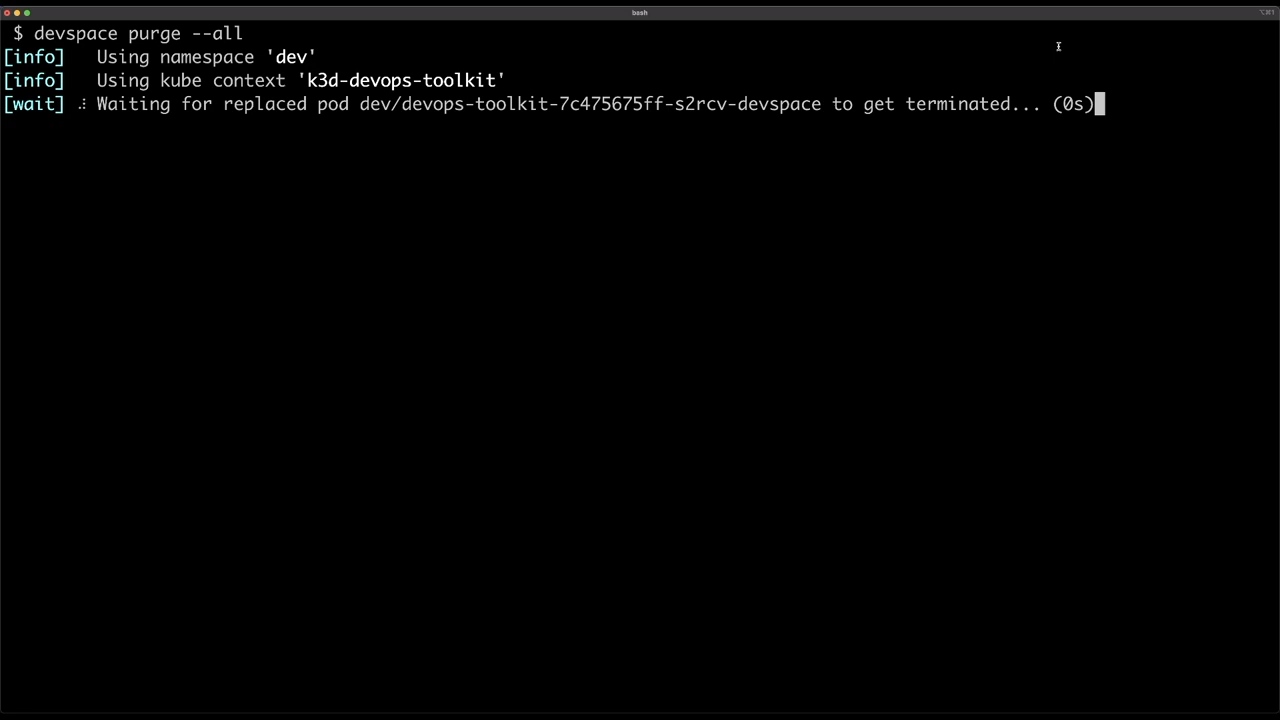 bash
⌥⌘1
$ devspace purge --all
[info] Using namespace 'dev'
[info] Using kube context 'k3d-devops-toolkit'
[wait] ⠼ Waiting for replaced pod dev/devops-toolkit-7c475675ff-s2rcv-devspace to get terminated... (0s)